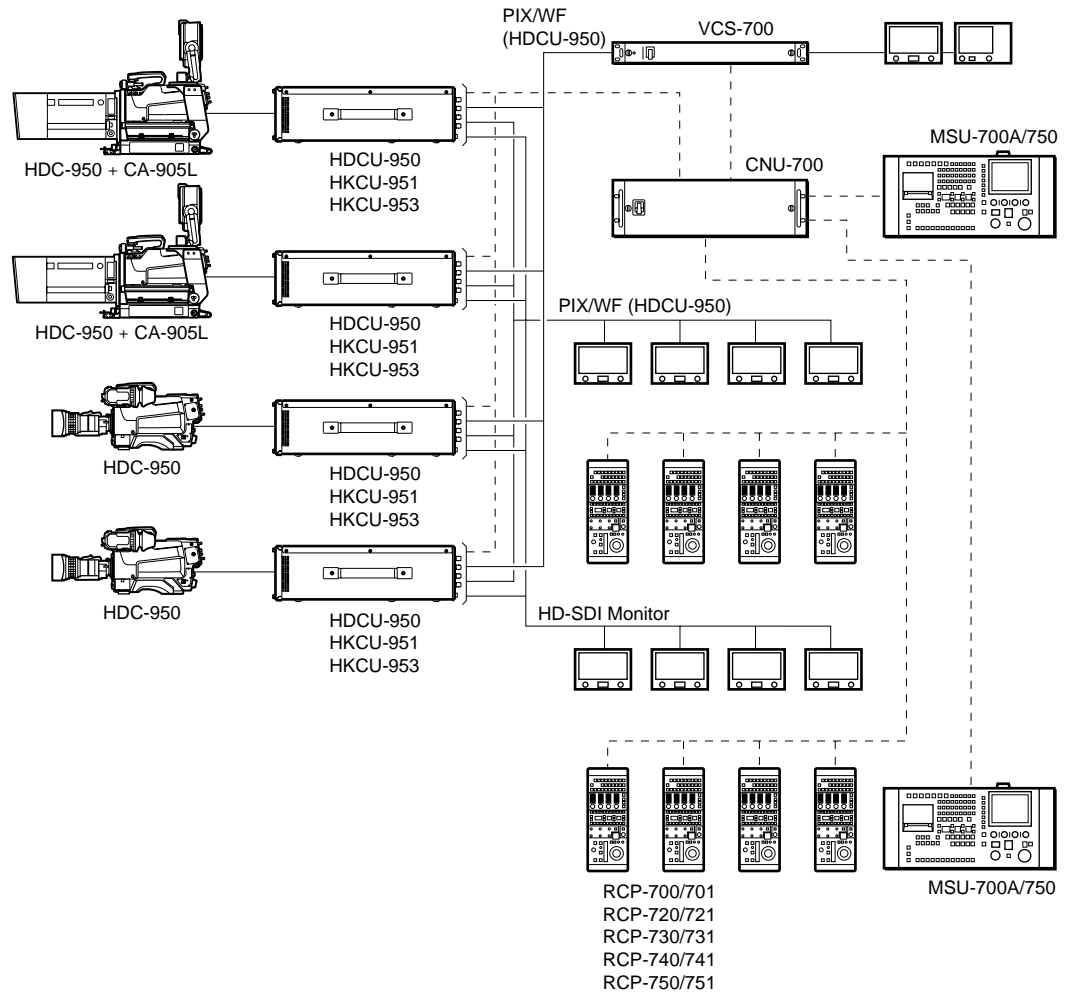 PIX/WF
(HDCU-950)
VCS-700
MSU-700A/750
CNU-700
HDC-950 + CA-905L
HDCU-950
HKCU-951
HKCU-953
HDC-950 + CA-905L
HDCU-950
HKCU-951
HKCU-953
PIX/WF (HDCU-950)
HDC-950
HDCU-950
HKCU-951
HKCU-953
HDC-950
HDCU-950
HKCU-951
HKCU-953
HD-SDI Monitor
RCP-700/701
RCP-720/721
RCP-730/731
RCP-740/741
RCP-750/751
MSU-700A/750